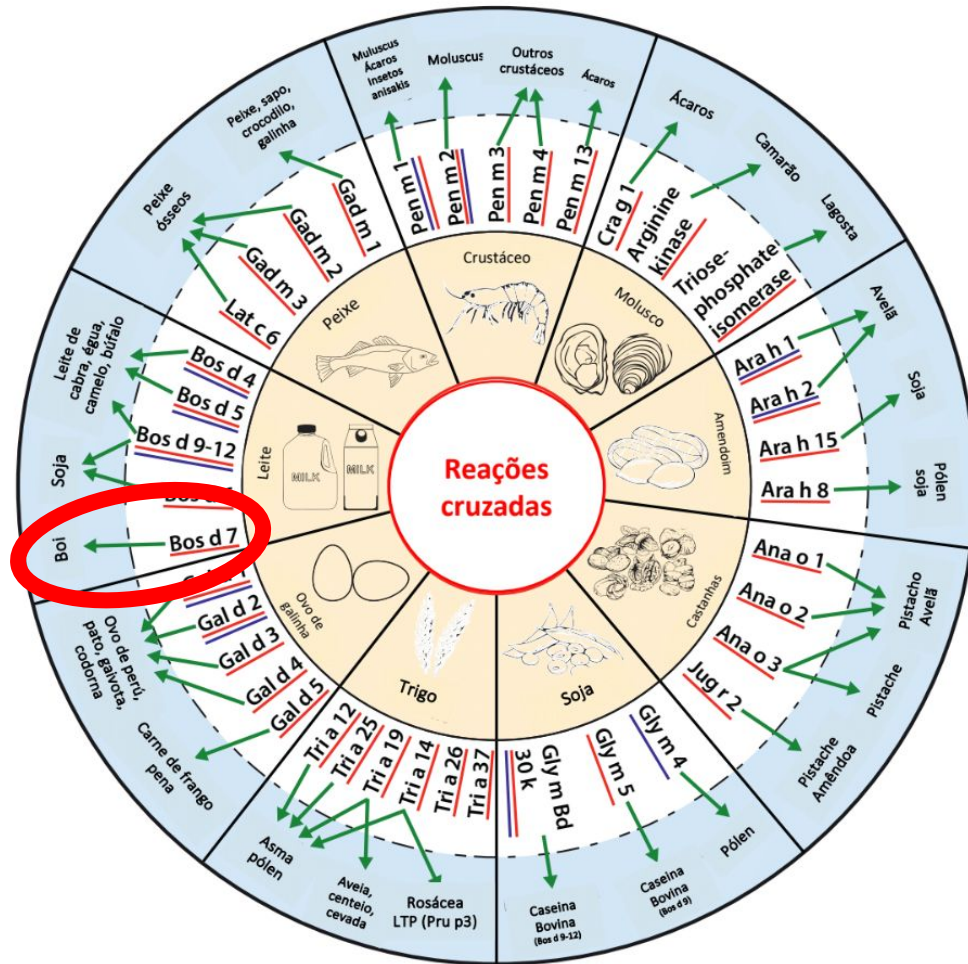 Reações
cruzadas
Crustáceo
Pen m 1
Pen m 2
Pen m 3
Pen m 4
Pen m 13
Muluscus
Ácaros
Insetos
anisakis
Moluscus
Outros
crustáceos
Ácaros
Molusco
Crag g 1
Arginine
kinase
Triose-
phosphate
isomerase
Ácaros
Camarão
Lagosta
Amendoim
Ara h 1
Ara h 2
Ara h 15
Ara h 8
Avelã
Soja
Pólen
soja
Castanhas
Ana o 1
Ana o 2
Ana o 3
Jug r 2
Pistacho
Avelã
Pistache
Pistache
Amêndoa
Soja
Gly m 4
Gly m 5
Gly m Bd
30 k
Pólen
Caseina
Bovina
(Bos d 9)
Caseina
Bovina
(Bos d 9-12)
Trigo
Tri a 12
Tri a 25
Tri a 19
Tri a 14
Tri a 26
Tri a 37
Asma
pólen
Aveia,
centeio,
cevada
Rosácea
LTP (Pru p3)
Ovo de
galinha
Gal d 2
Gal d 3
Gal d 4
Gal d 5
Ovo de perú,
pato, gaivota,
codorna
Carne de frango
pena
Leite
MILK
MILK
Bos d 4
Bos d 5
Bos d 9-12
Bos d 7
Leite de
cabra, égua,
camelo, búfalo
Soja
Boi
Peixe
Gad m 1
Gad m 2
Gad m 3
Lat c 6
Peixe, sapo,
crocodilo,
galinha
Peixe
ósseos